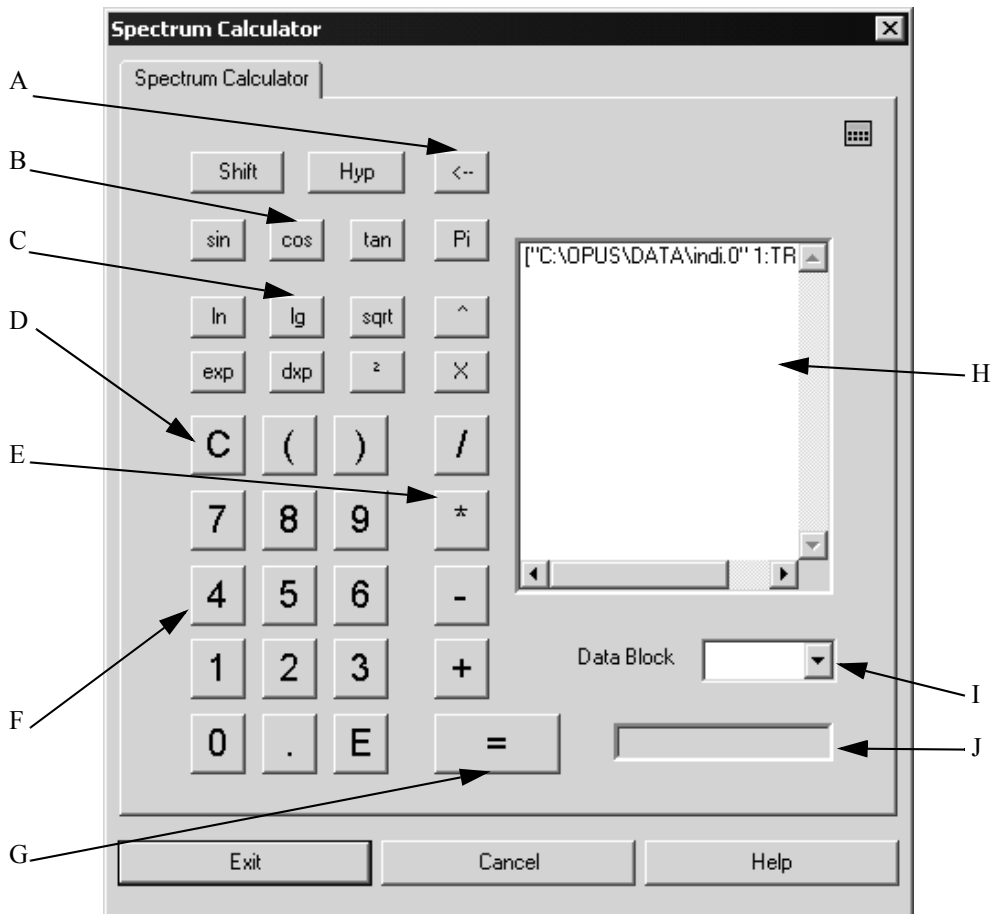 Spectrum Calculator
Spectrum Calculator
A
B
C
D
E
F
G
Shift Hyp <--
sin cos tan Pi
ln lg sqrt ^
exp dxp ² X
C ( ) /
7 8 9 *
4 5 6 -
1 2 3 +
0 . E =
["C:\OPUS\DATA\indi.0" 1:TR
H
Data Block
I
J
Exit Cancel Help